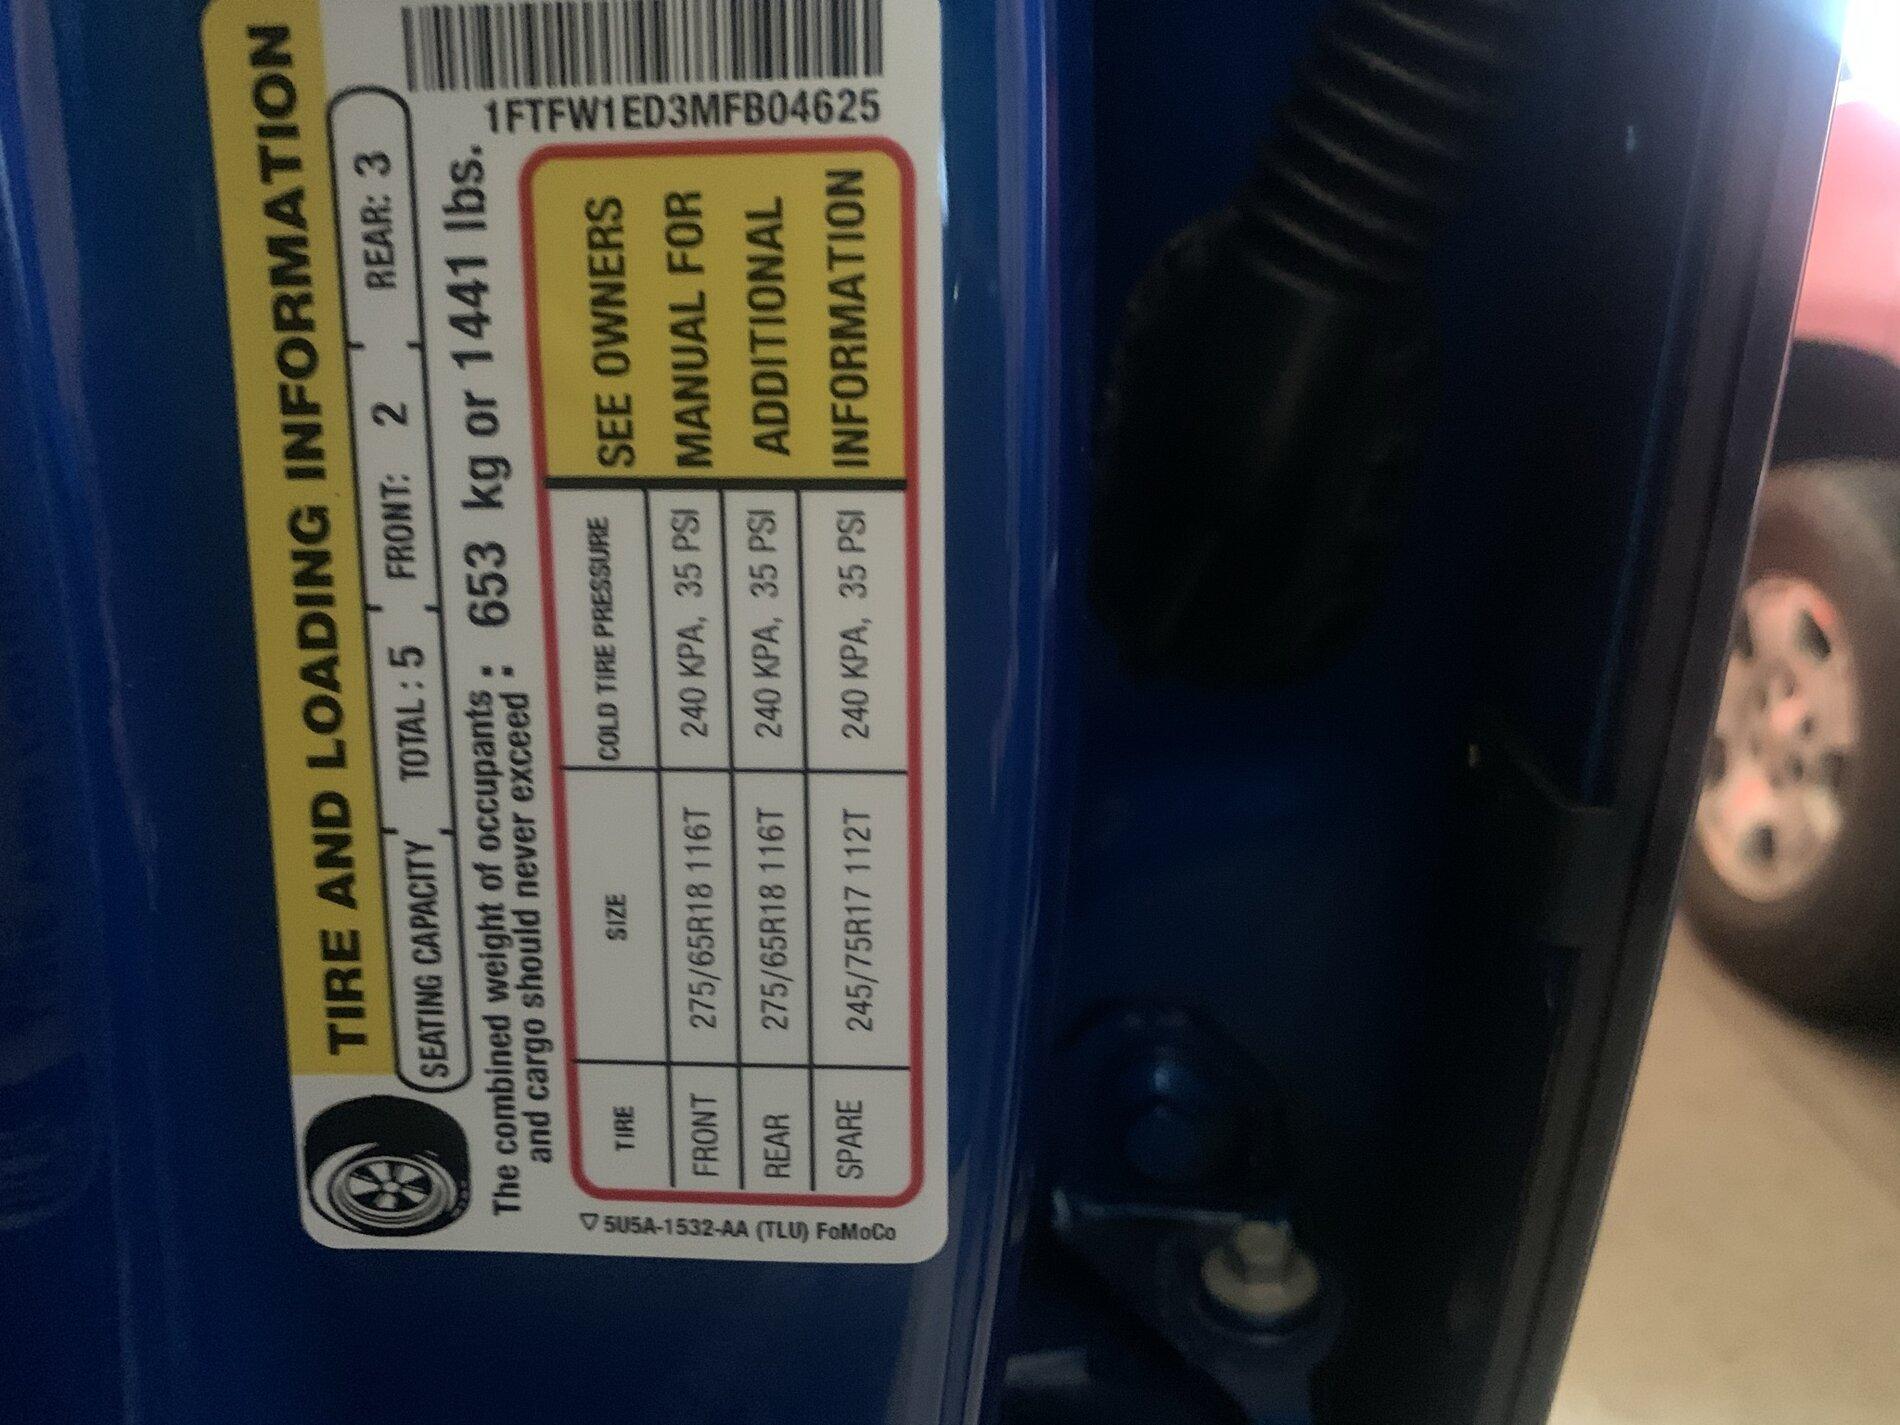 TIRE AND LOADING INFORMATION
SEATING CAPACITY TOTAL : 5 FRONT: 2 REAR: 3
The combined weight of occupants and cargo should never exceed : 653 kg or 1441 lbs.
1FTFW1ED3MFB04625
TIRE SIZE COLD TIRE PRESSURE
FRONT 275/65R18 116T 240 KPA, 35 PSI
REAR 275/65R18 116T 240 KPA, 35 PSI
SPARE 245/75R17 112T 240 KPA, 35 PSI
SEE OWNERS
MANUAL FOR
ADDITIONAL
INFORMATION
▽ 5U5A-1532-AA (TLU) FoMoCo